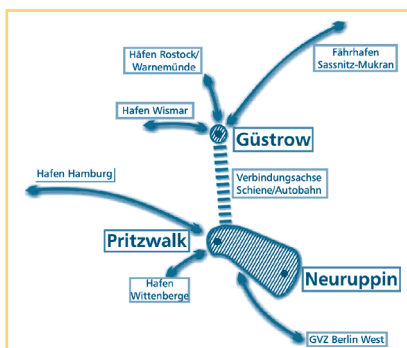 Häfen Rostock/
Warnemünde
Fährhafen
Sassnitz-Mukran
Hafen Wismar
Güstrow
Hafen Hamburg
Verbindungsachse
Schiene/Autobahn
Pritzwalk
Neuruppin
Hafen
Wittenberge
GVZ Berlin West